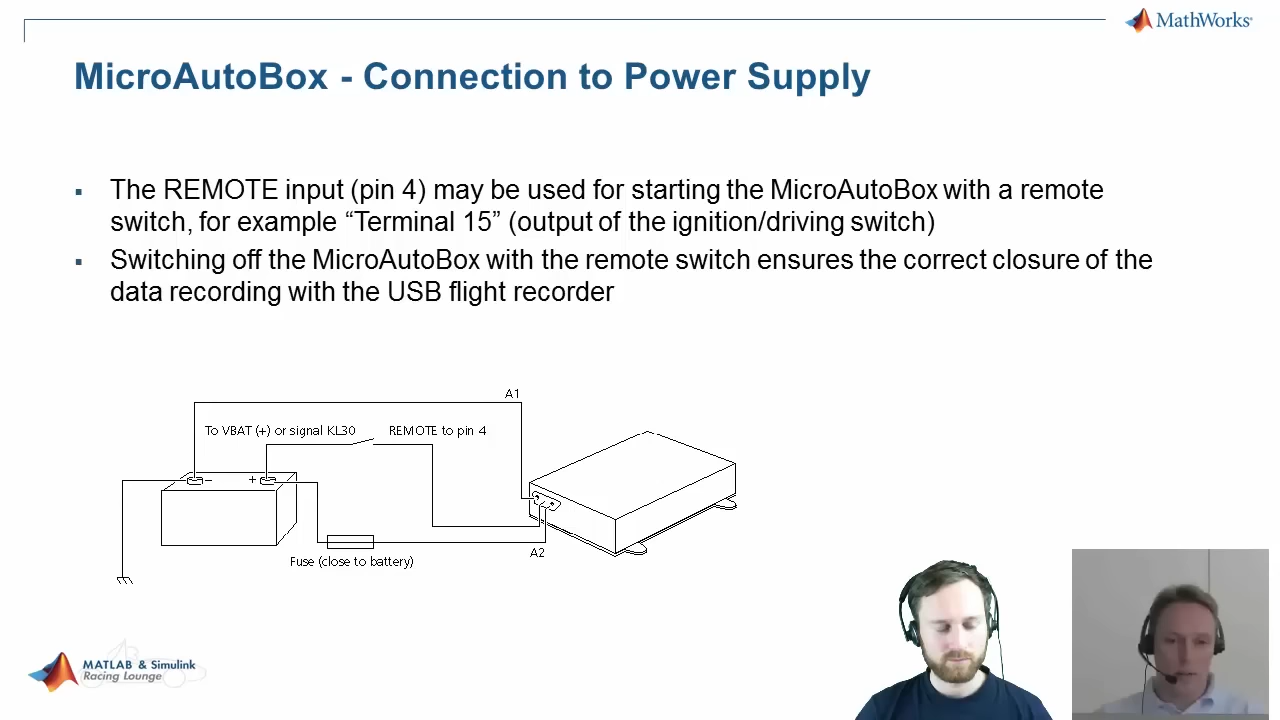 MathWorks
MicroAutoBox - Connection to Power Supply
The REMOTE input (pin 4) may be used for starting the MicroAutoBox with a remote
switch, for example “Terminal 15” (output of the ignition/driving switch)
Switching off the MicroAutoBox with the remote switch ensures the correct closure of the
data recording with the USB flight recorder
A1
To VBAT (+) or signal KL30
REMOTE to pin 4
– +
Fuse (close to battery)
A2
MATLAB & Simulink
Racing Lounge